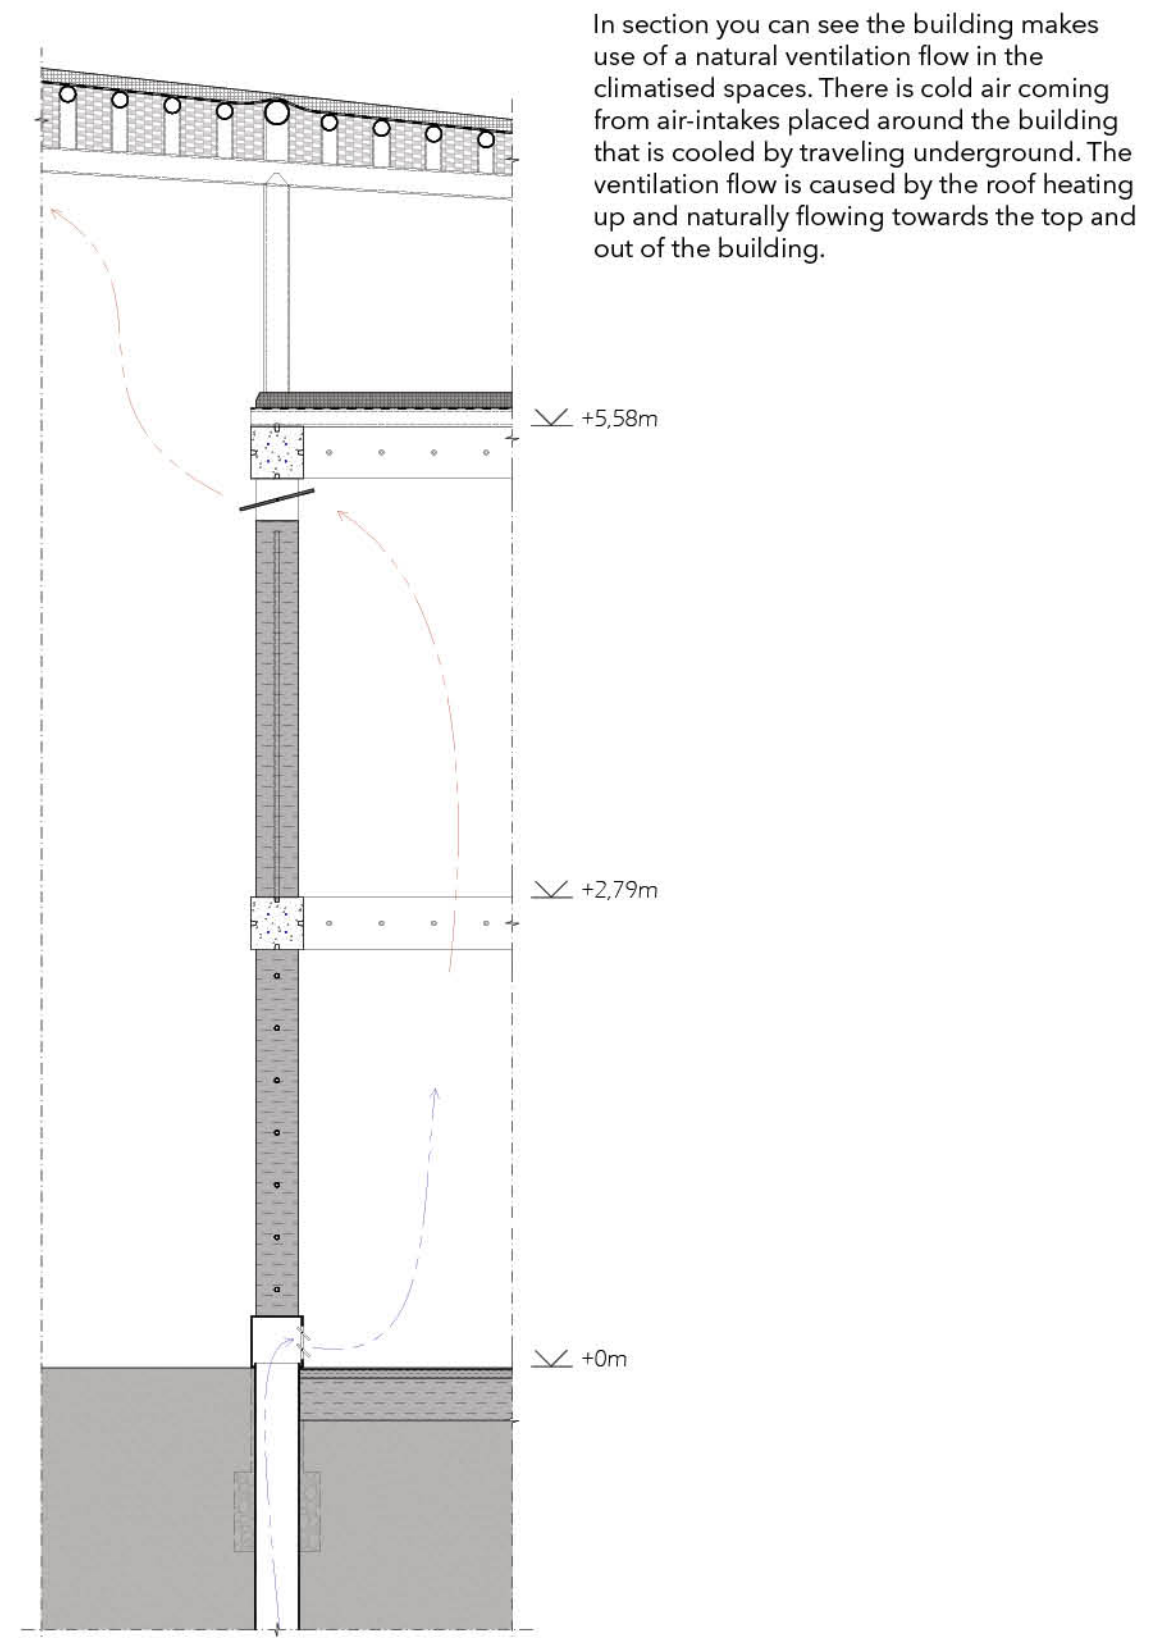 In section you can see the building makes
use of a natural ventilation flow in the
climatised spaces. There is cold air coming
from air-intakes placed around the building
that is cooled by traveling underground. The
ventilation flow is caused by the roof heating
up and naturally flowing towards the top and
out of the building.
+5,58m
+2,79m
+0m